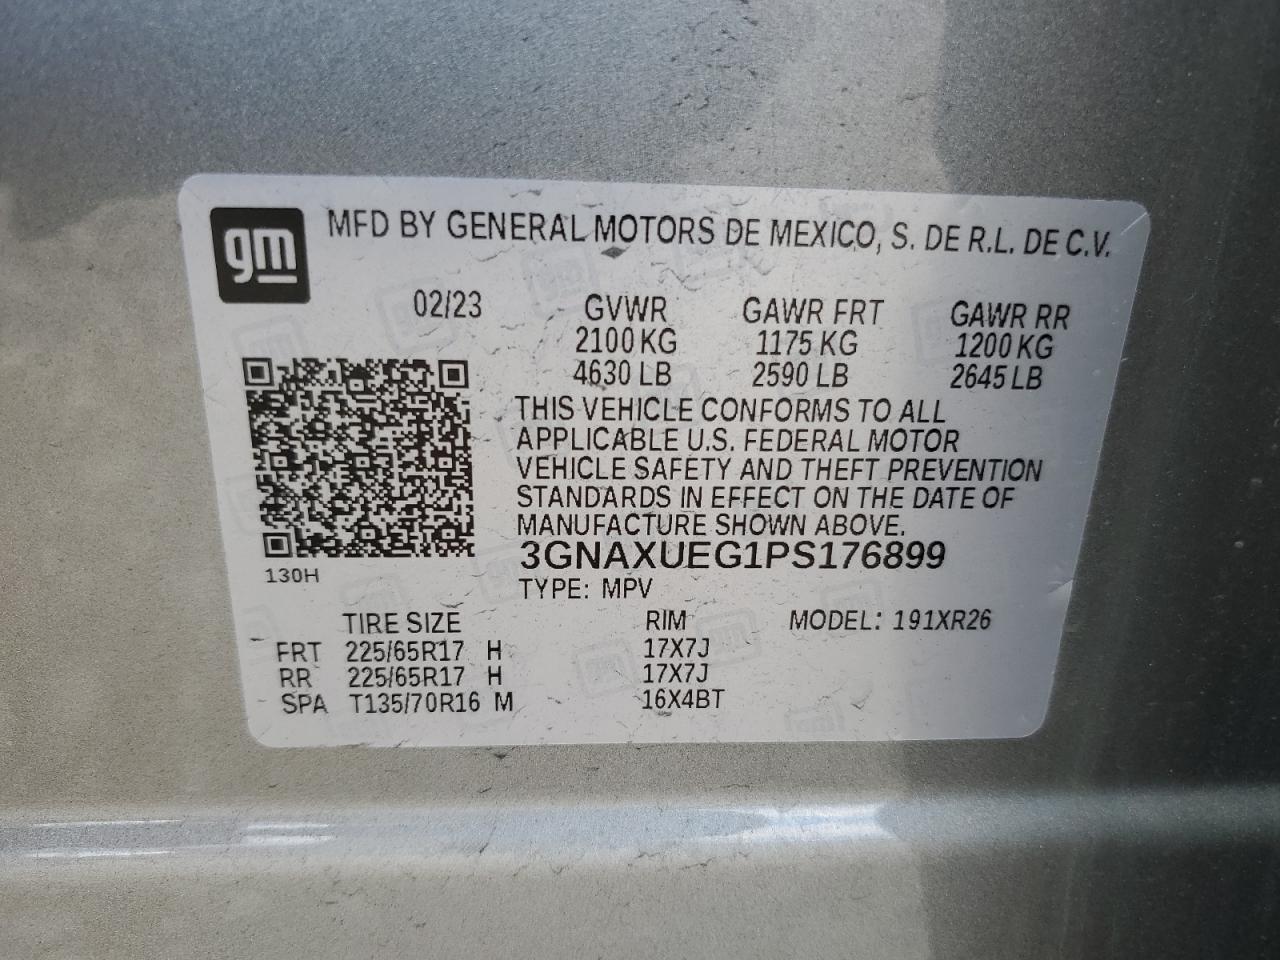 gm
MFD BY GENERAL MOTORS DE MEXICO, S. DE R.L. DE C.V.
02/23 GVWR GAWR FRT GAWR RR
2100 KG 1175 KG 1200 KG
4630 LB 2590 LB 2645 LB
THIS VEHICLE CONFORMS TO ALL
APPLICABLE U.S. FEDERAL MOTOR
VEHICLE SAFETY AND THEFT PREVENTION
STANDARDS IN EFFECT ON THE DATE OF
MANUFACTURE SHOWN ABOVE.
3GNAXUEG1PS176899
130H
TYPE: MPV
TIRE SIZE RIM MODEL: 191XR26
FRT 225/65R17 H 17X7J
RR 225/65R17 H 17X7J
SPA T135/70R16 M 16X4BT